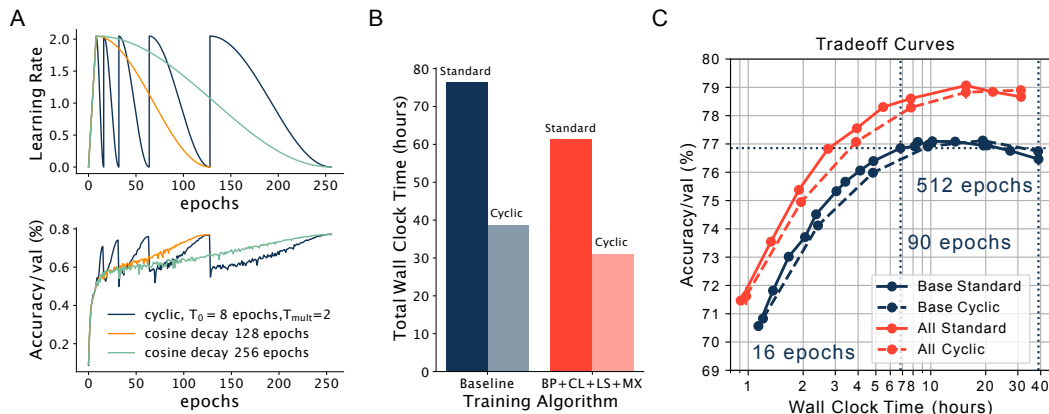 A
Learning Rate
2.0
1.5
1.0
0.5
0.0
0 50 100 150 200 250
epochs
Accuracy/val (%)
0.8
0.6
0.4
0.2
cyclic, T0 = 8 epochs,Tmult=2
cosine decay 128 epochs
cosine decay 256 epochs
0 50 100 150 200 250
epochs
B
Total Wall Clock Time (hours)
80
70
60
50
40
30
20
10
0
Standard
Cyclic
Standard
Cyclic
Baseline BP+CL+LS+MX
Training Algorithm
C
Tradeoff Curves
Accuracy/val (%)
80
79
78
77
76
75
74
73
72
71
70
69
512 epochs
90 epochs
16 epochs
Base Standard
Base Cyclic
All Standard
All Cyclic
1 2 3 4 5 6 7 8 10 20 30 40
Wall Clock Time (hours)